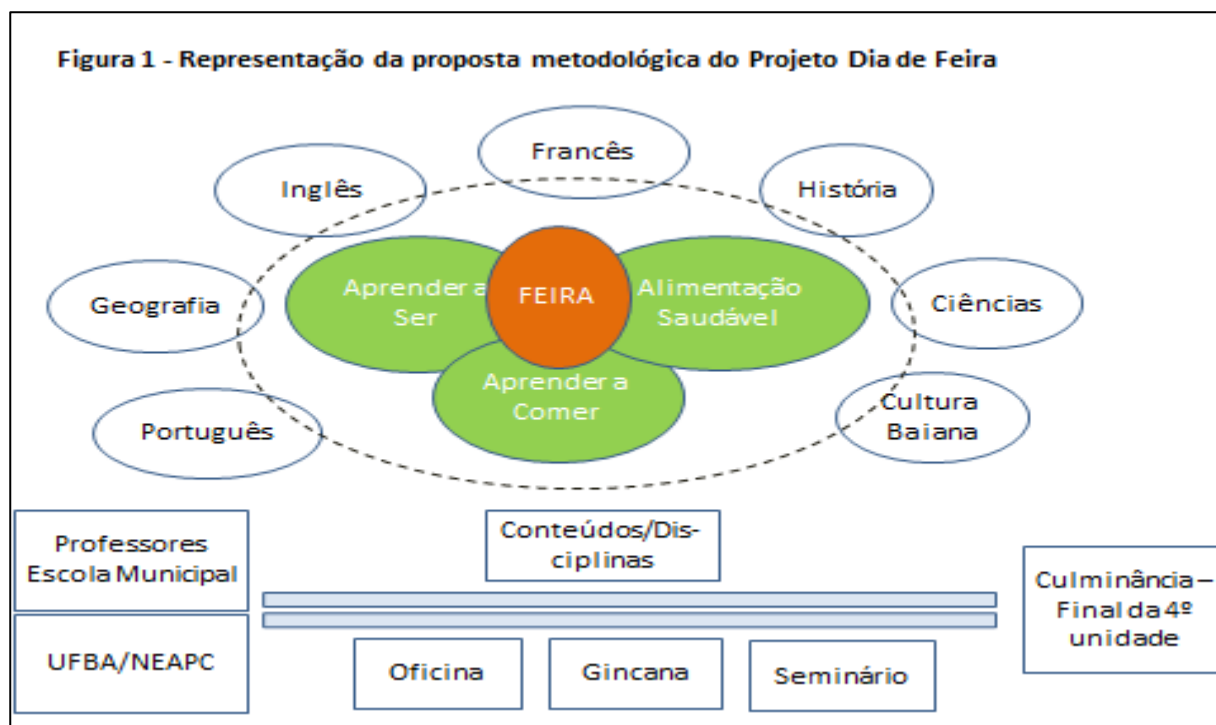 Figura 1 - Representação da proposta metodológica do Projeto Dia de Feira
Francês
Inglês
História
Geografia
Aprender a
Ser
FEIRA
Alimentação
Saudável
Ciências
Aprender a
Comer
Português
Cultura
Baiana
Professores
Escola Municipal
Conteúdos/Dis-
ciplinas
Culminância –
Final da 4º
unidade
UFBA/NEAPC
Oficina
Gincana
Seminário